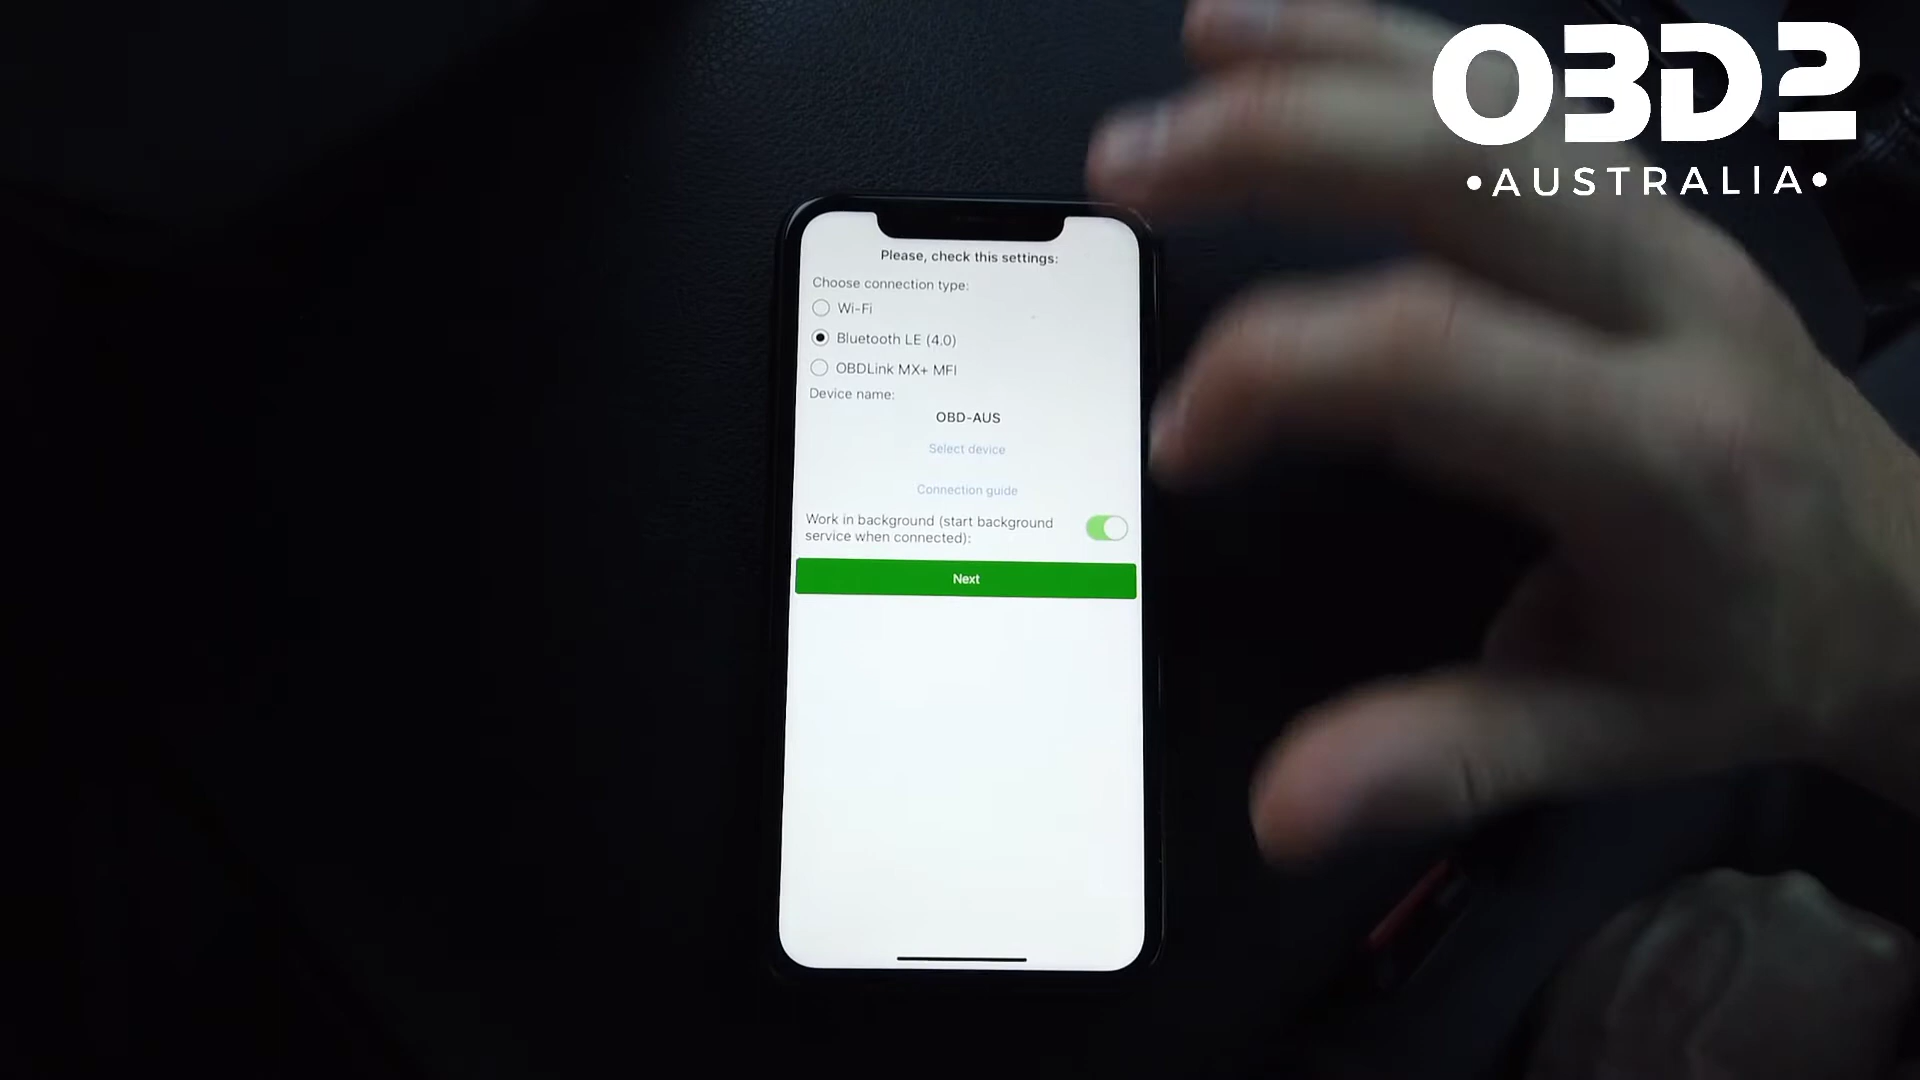 OBD2
•AUSTRALIA•
Please, check this settings:
Choose connection type:
Wi-Fi
Bluetooth LE (4.0)
OBDLink MX+ MFI
Device name:
OBD-AUS
Select device
Connection guide
Work in background (start background
service when connected):
Next